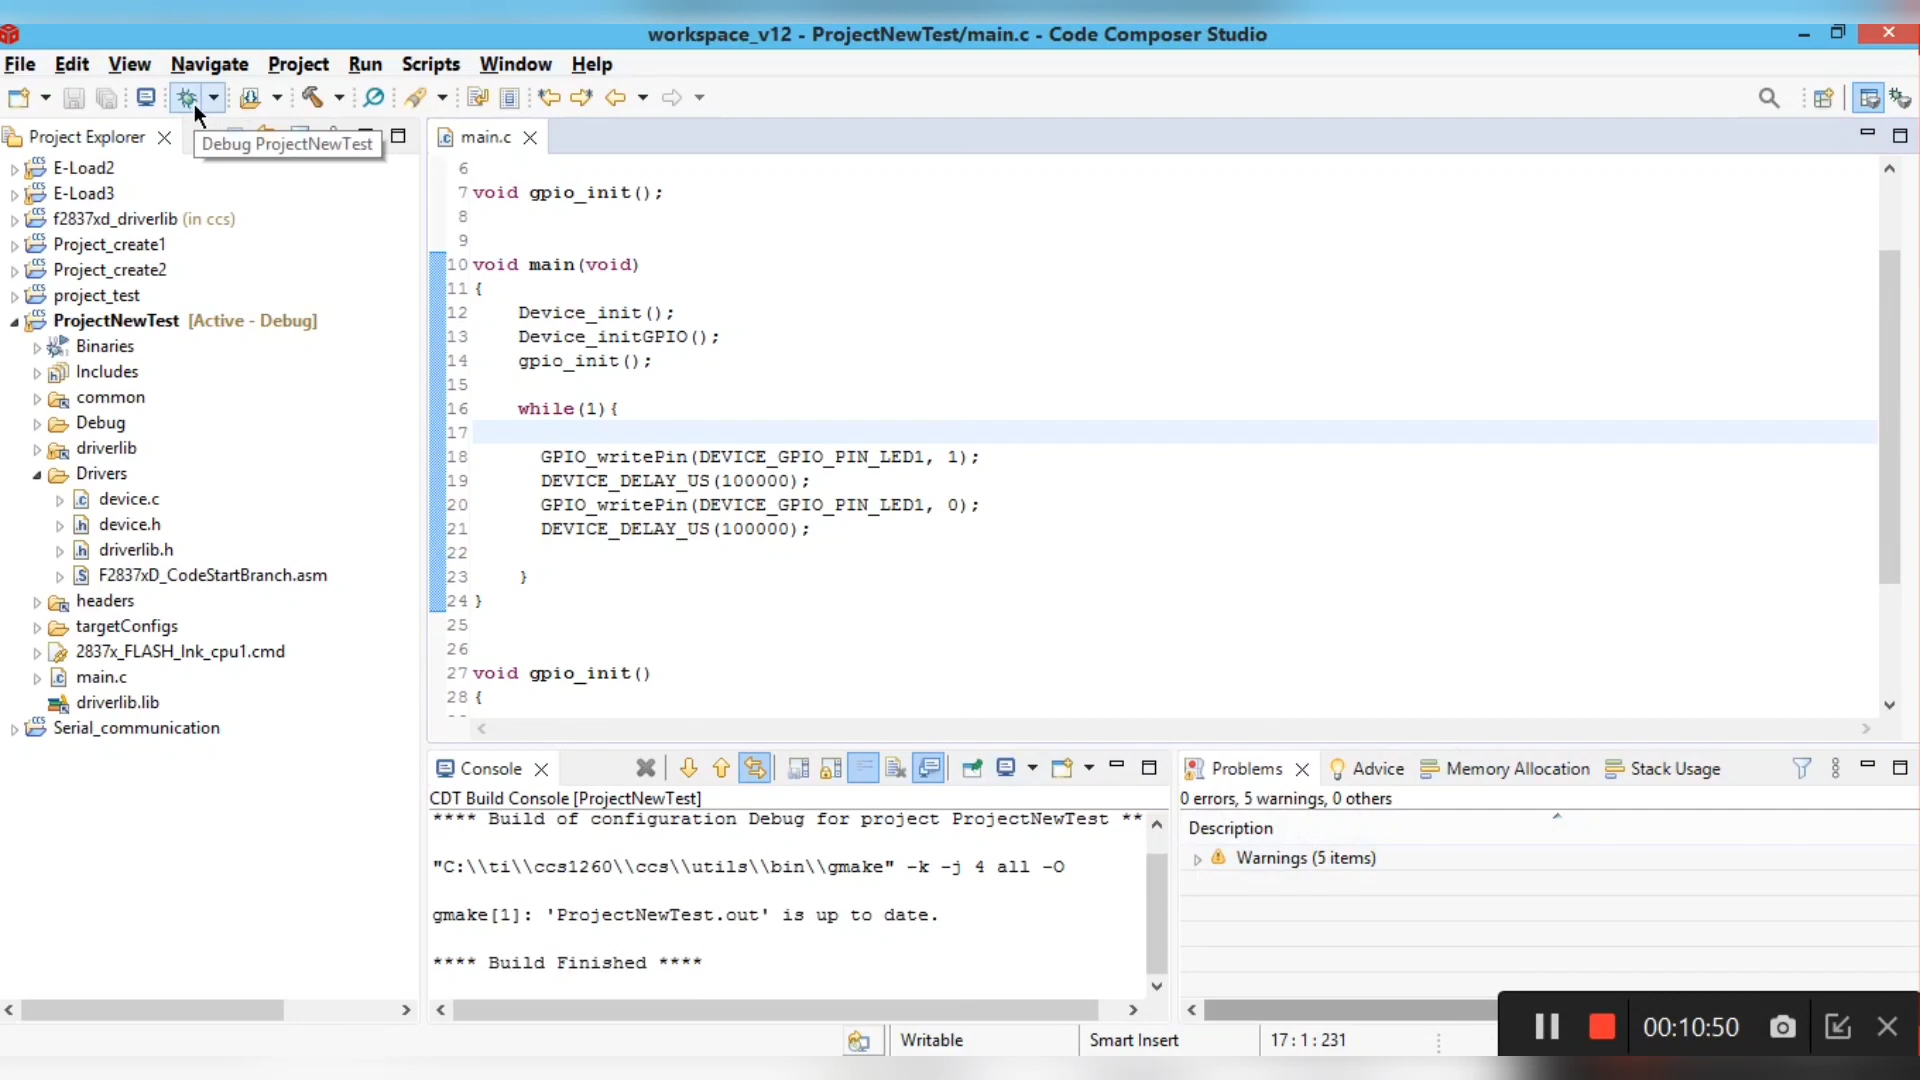 workspace_v12 - ProjectNewTest/main.c - Code Composer Studio
File Edit View Navigate Project Run Scripts Window Help
Project Explorer
Debug ProjectNewTest
E-Load2
E-Load3
f2837xd_driverlib (in ccs)
Project_create1
Project_create2
project_test
ProjectNewTest [Active - Debug]
Binaries
Includes
common
Debug
driverlib
Drivers
device.c
device.h
driverlib.h
F2837xD_CodeStartBranch.asm
headers
targetConfigs
2837x_FLASH_lnk_cpu1.cmd
main.c
driverlib.lib
Serial_communication
main.c
6
7 void gpio_init();
8
9
10 void main(void)
11 {
12 Device_init();
13 Device_initGPIO();
14 gpio_init();
15
16 while(1){
17
18 GPIO_writePin(DEVICE_GPIO_PIN_LED1, 1);
19 DEVICE_DELAY_US(100000);
20 GPIO_writePin(DEVICE_GPIO_PIN_LED1, 0);
21 DEVICE_DELAY_US(100000);
22
23 }
24 }
25
26
27 void gpio_init()
28 {
Console
CDT Build Console [ProjectNewTest]
**** Build of configuration Debug for project ProjectNewTest **
"C:\\ti\\ccs1260\\ccs\\utils\\bin\\gmake" -k -j 4 all -O
gmake[1]: 'ProjectNewTest.out' is up to date.
**** Build Finished ****
Problems Advice Memory Allocation Stack Usage
0 errors, 5 warnings, 0 others
Description
Warnings (5 items)
Writable Smart Insert 17 : 1 : 231
00:10:50